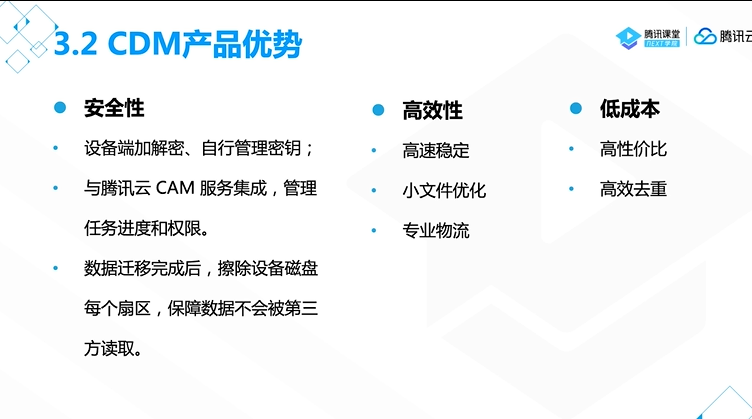 3.2 CDM产品优势
腾讯课堂
NEXT学院
腾讯云
安全性
设备端加解密、自行管理密钥；
与腾讯云 CAM 服务集成，管理
任务进度和权限。
数据迁移完成后，擦除设备磁盘
每个扇区，保障数据不会被第三
方读取。
高效性
高速稳定
小文件优化
专业物流
低成本
高性价比
高效去重